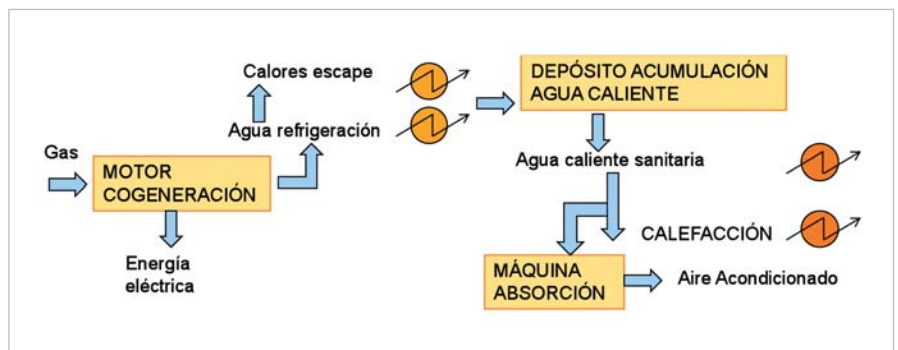 Calores escape
Agua refrigeración
Gas
MOTOR
COGENERACIÓN
Energía
eléctrica
DEPÓSITO ACUMULACIÓN
AGUA CALIENTE
Agua caliente sanitaria
CALEFACCIÓN
MÁQUINA
ABSORCIÓN
Aire Acondicionado